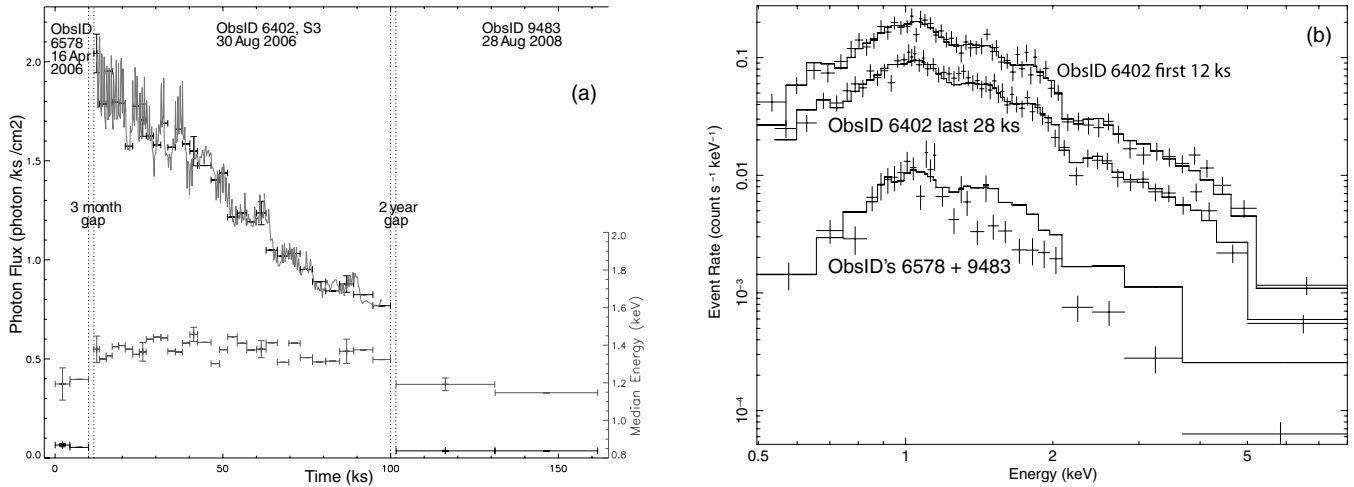 ObsID
6578
16 Apr
2006
ObsID 6402, S3
30 Aug 2006
ObsID 9483
28 Aug 2008
(a)
3 month
gap
2 year
gap
Photon Flux (photon /ks /cm2)
2.0
1.5
1.0
0.5
0.0
Median Energy (keV)
2.0
1.8
1.6
1.4
1.2
1.0
0.8
0
50
100
150
Time (ks)
(b)
ObsID 6402 first 12 ks
ObsID 6402 last 28 ks
ObsID's 6578 + 9483
Event Rate (count s⁻¹ keV⁻¹)
0.1
0.01
10⁻³
10⁻⁴
0.5
1
2
5
Energy (keV)